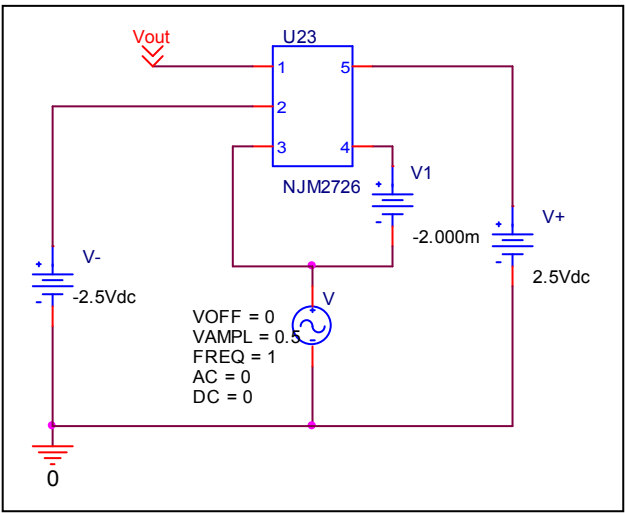 Vout
U23
1
5
2
3
4
NJM2726
+
V1
-
-2.000m
V+
+
-
2.5Vdc
V-
+
-
-2.5Vdc
V
+
-
VOFF = 0
VAMPL = 0.5
FREQ = 1
AC = 0
DC = 0
0